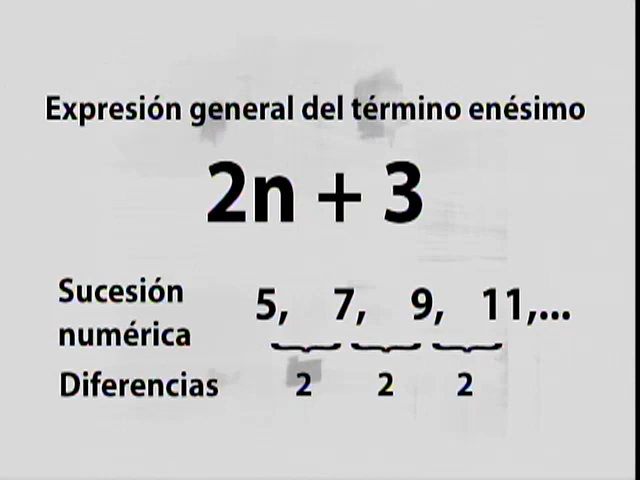 Expresión general del término enésimo
2n + 3
Sucesión numérica 5, 7, 9, 11,...
Diferencias 2 2 2